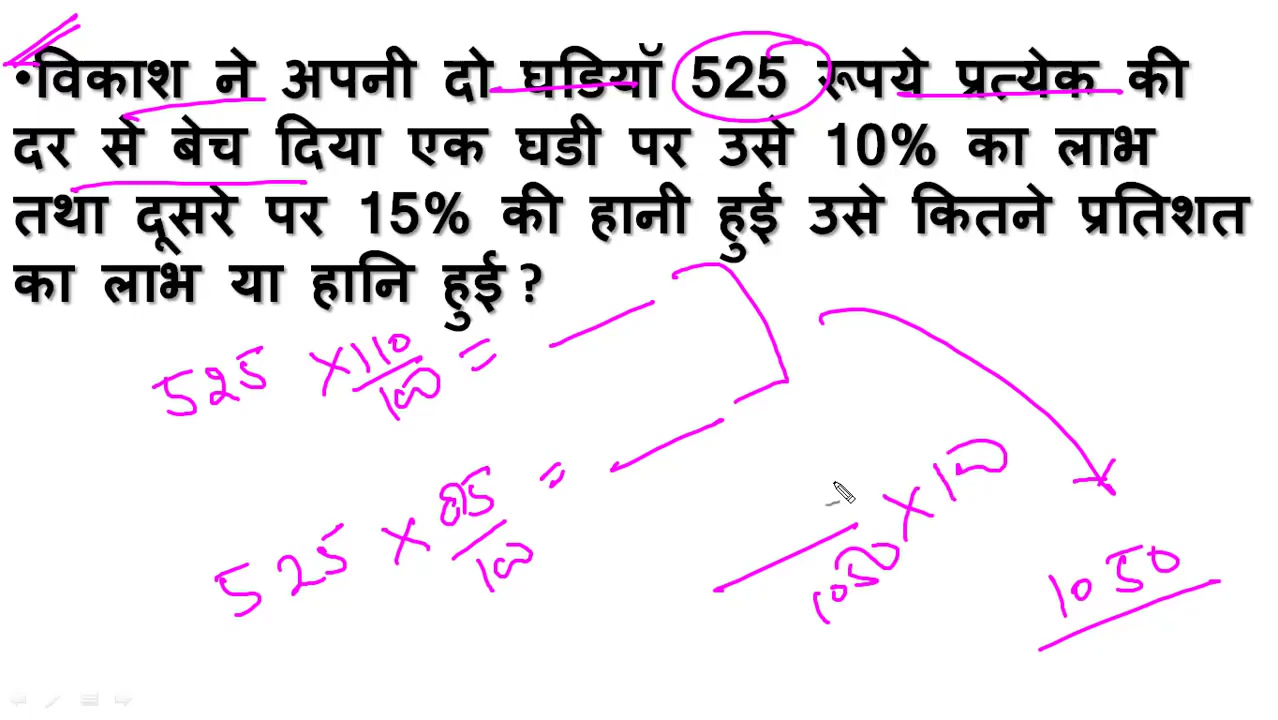 •विकाश ने अपनी दो घडियाॅ 525 रूपये प्रत्येक की
दर से बेच दिया एक घडी पर उसे 10% का लाभ
तथा दूसरे पर 15% की हानी हुई उसे कितने प्रतिशत
का लाभ या हानि हुई ?
525 × 110/100 =
525 × 85/100 =
/1050 × 100
1050